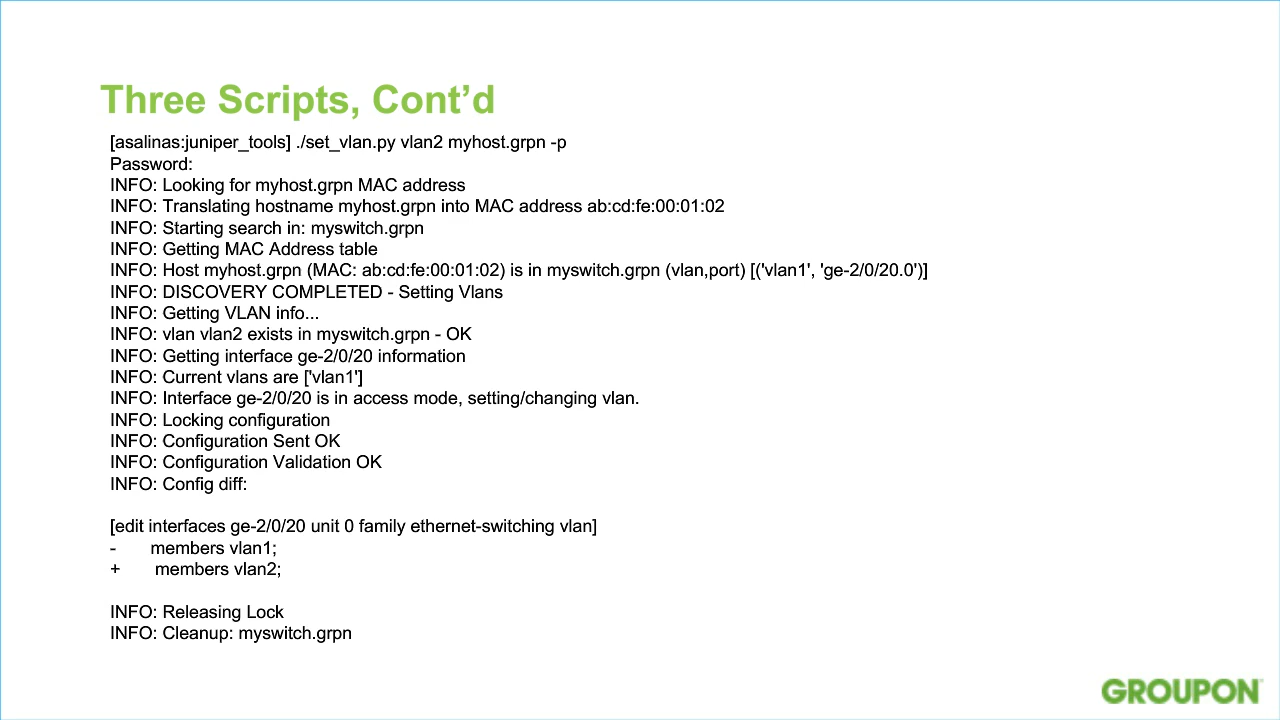 Three Scripts, Cont’d
[asalinas:juniper_tools] ./set_vlan.py vlan2 myhost.grpn -p
Password:
INFO: Looking for myhost.grpn MAC address
INFO: Translating hostname myhost.grpn into MAC address ab:cd:fe:00:01:02
INFO: Starting search in: myswitch.grpn
INFO: Getting MAC Address table
INFO: Host myhost.grpn (MAC: ab:cd:fe:00:01:02) is in myswitch.grpn (vlan,port) [('vlan1', 'ge-2/0/20.0')]
INFO: DISCOVERY COMPLETED - Setting Vlans
INFO: Getting VLAN info...
INFO: vlan vlan2 exists in myswitch.grpn - OK
INFO: Getting interface ge-2/0/20 information
INFO: Current vlans are ['vlan1']
INFO: Interface ge-2/0/20 is in access mode, setting/changing vlan.
INFO: Locking configuration
INFO: Configuration Sent OK
INFO: Configuration Validation OK
INFO: Config diff:
[edit interfaces ge-2/0/20 unit 0 family ethernet-switching vlan]
- members vlan1;
+ members vlan2;
INFO: Releasing Lock
INFO: Cleanup: myswitch.grpn
GROUPON